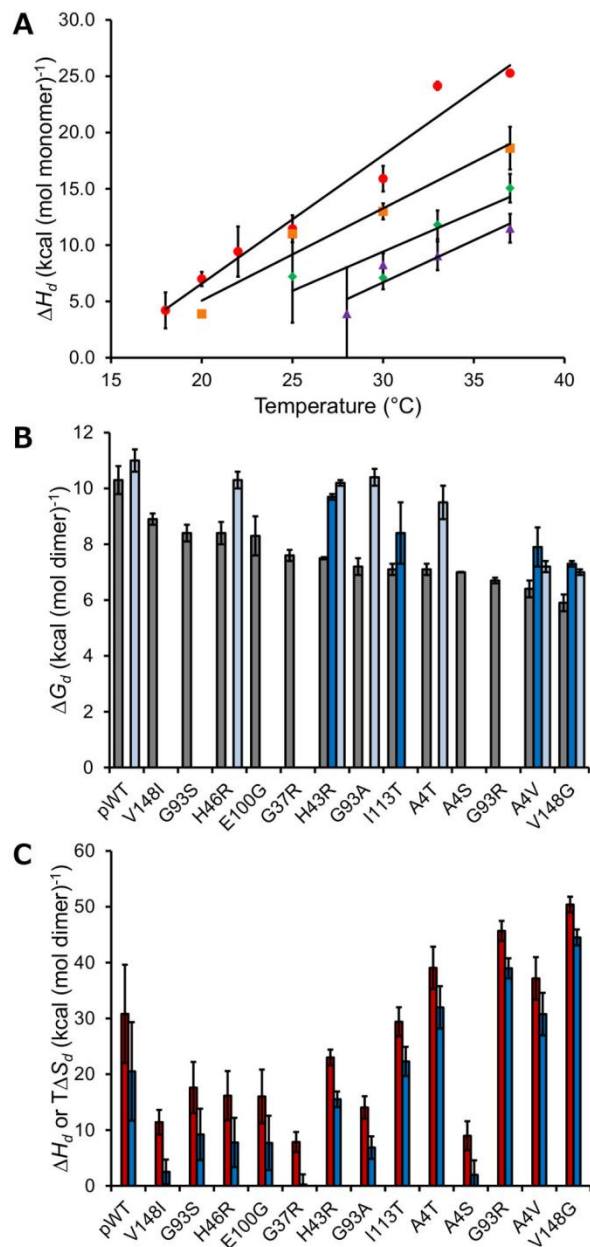 A
ΔH_d (kcal (mol monomer)⁻¹
30.0
25.0
20.0
15.0
10.0
5.0
0.0
15 20 25 30 35 40
Temperature (°C)
B
ΔG_d (kcal (mol dimer)⁻¹
12
10
8
6
4
2
0
pWT V148I G93S H46R E100G G37R H43R G93A I113T A4T A4S G93R A4V V148G
C
ΔH_d or TΔS_d (kcal (mol dimer)⁻¹
60
50
40
30
20
10
0
pWT V148I G93S H46R E100G G37R H43R G93A I113T A4T A4S G93R A4V V148G